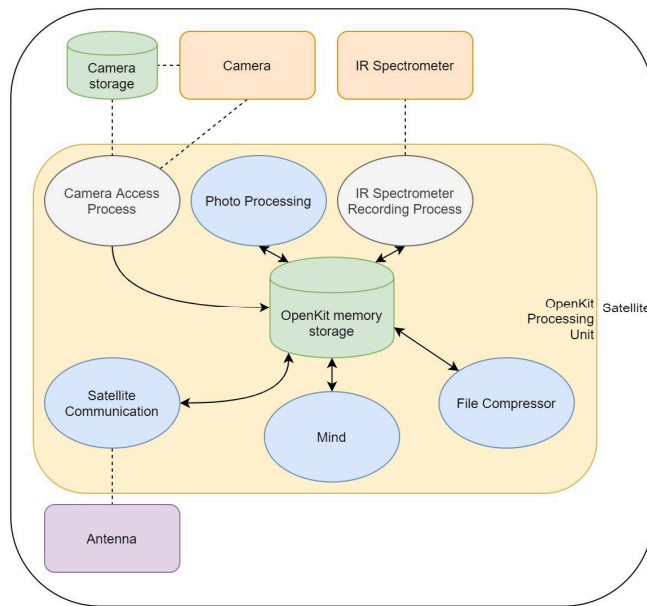 Camera
storage
Camera
IR Spectrometer
Camera Access
Process
Photo Processing
IR Spectrometer
Recording Process
OpenKit memory
storage
OpenKit
Processing
Unit
Satellite
Satellite
Communication
Mind
File Compressor
Antenna